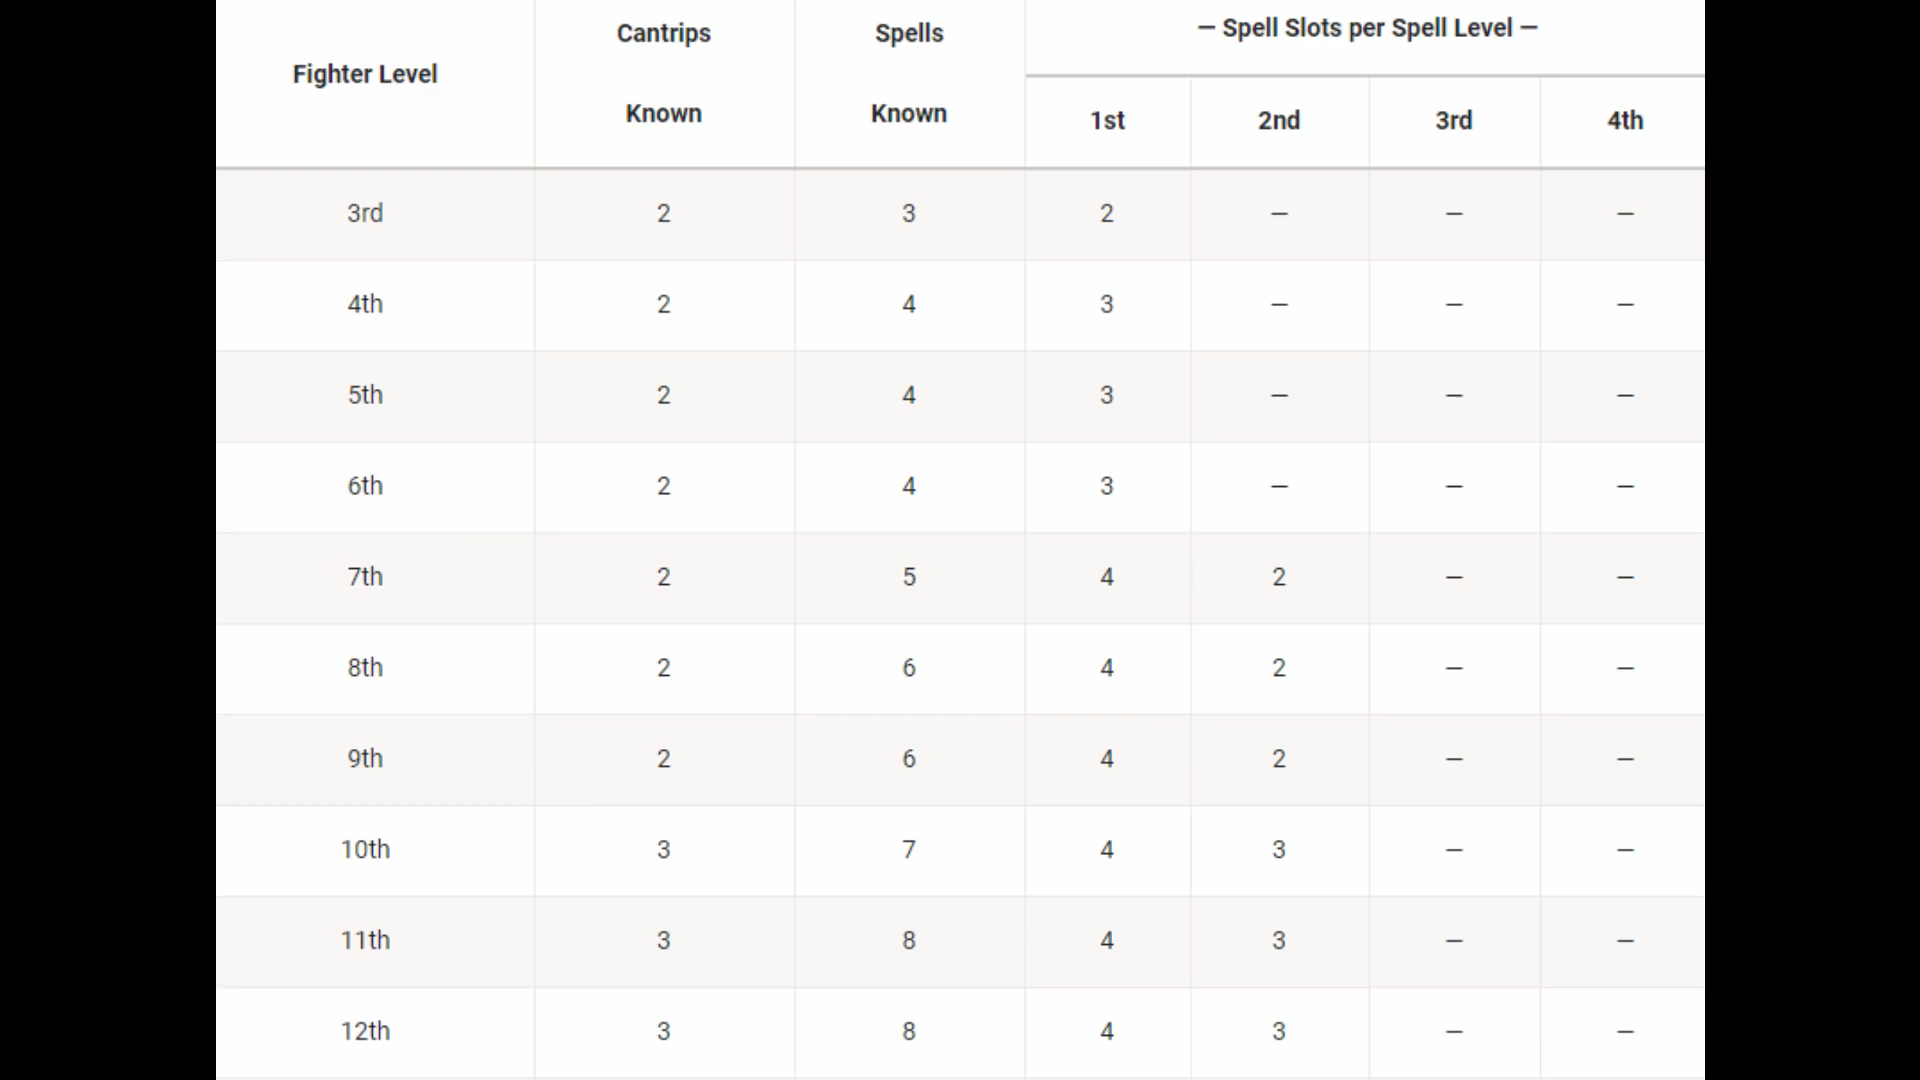 Fighter Level Cantrips Known Spells Known — Spell Slots per Spell Level —
1st 2nd 3rd 4th
3rd 2 3 2 — — —
4th 2 4 3 — — —
5th 2 4 3 — — —
6th 2 4 3 — — —
7th 2 5 4 2 — —
8th 2 6 4 2 — —
9th 2 6 4 2 — —
10th 3 7 4 3 — —
11th 3 8 4 3 — —
12th 3 8 4 3 — —